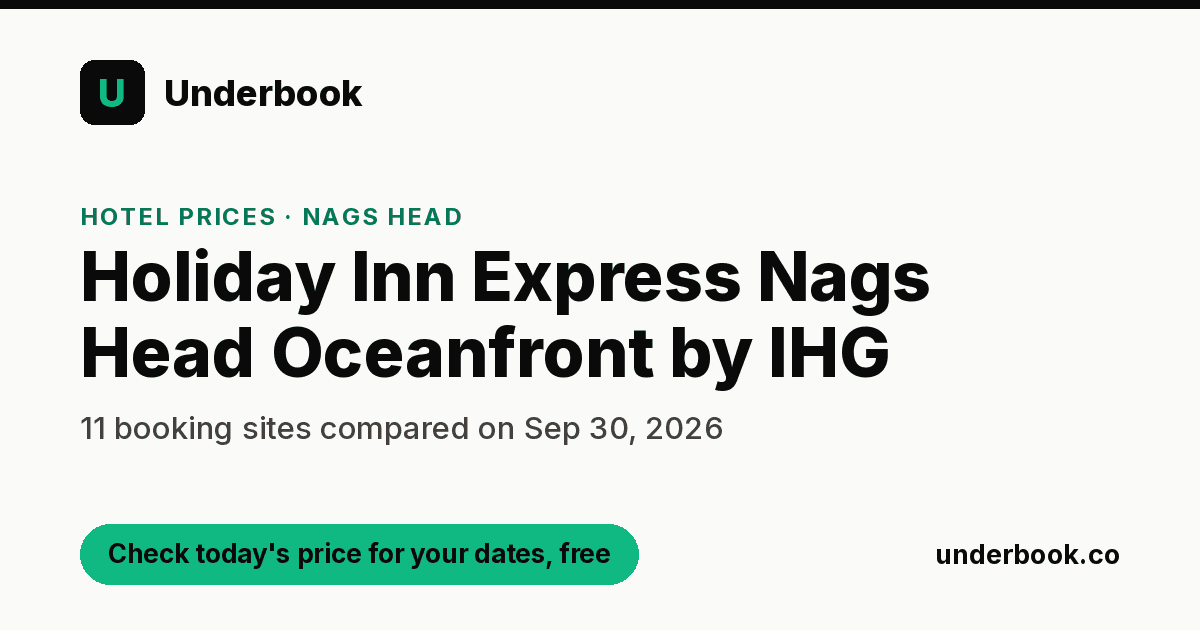 U
Underbook
HOTEL PRICES · NAGS HEAD
Holiday Inn Express Nags
Head Oceanfront by IHG
11 booking sites compared on Sep 30, 2026
Check today's price for your dates, free
underbook.co